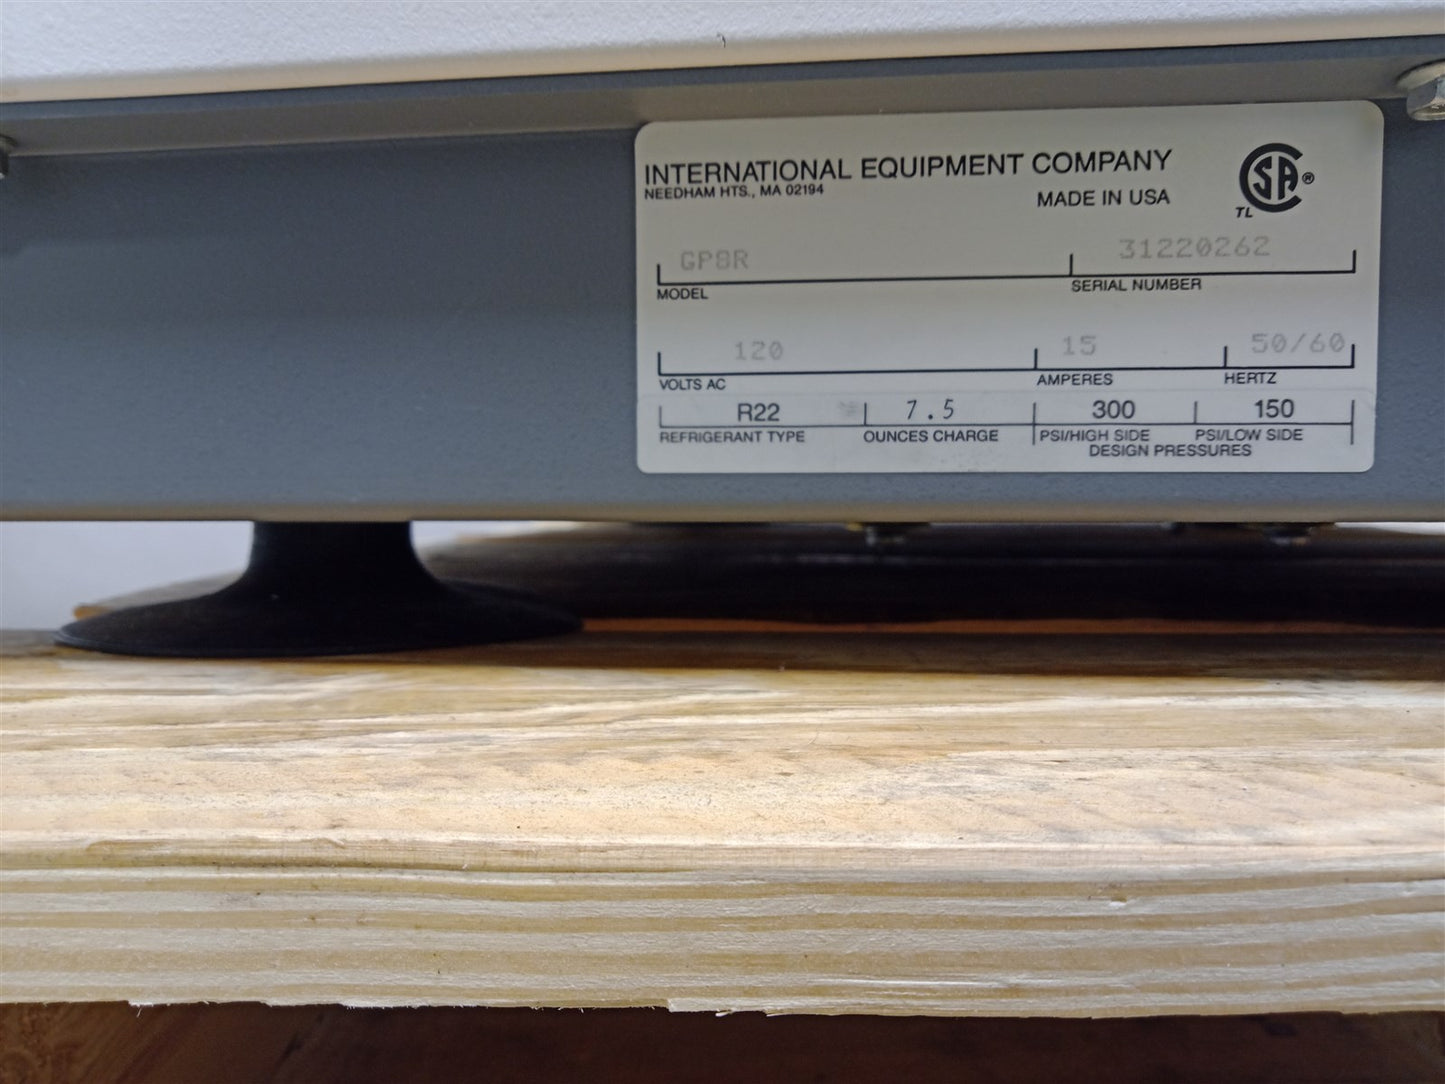 INTERNATIONAL EQUIPMENT COMPANY
NEEDHAM HTS., MA 02194
MADE IN USA
CSA®
TL
GP8R 31220262
MODEL SERIAL NUMBER
120 15 50/60
VOLTS AC AMPERES HERTZ
R22 7.5 300 150
REFRIGERANT TYPE OUNCES CHARGE PSI/HIGH SIDE PSI/LOW SIDE
DESIGN PRESSURES